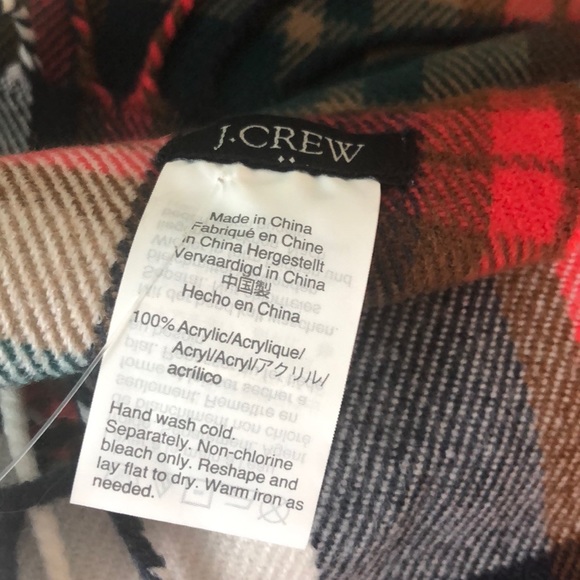 J.CREW
Made in China
Fabriqué en Chine
in China Hergestellt
Vervaardigd in China
中国製
Hecho en China
100% Acrylic/Acrylique/
Acryl/Acryl/アクリル/
acrilico
Hand wash cold.
Separately. Non-chlorine
bleach only. Reshape and
lay flat to dry. Warm iron as
needed.